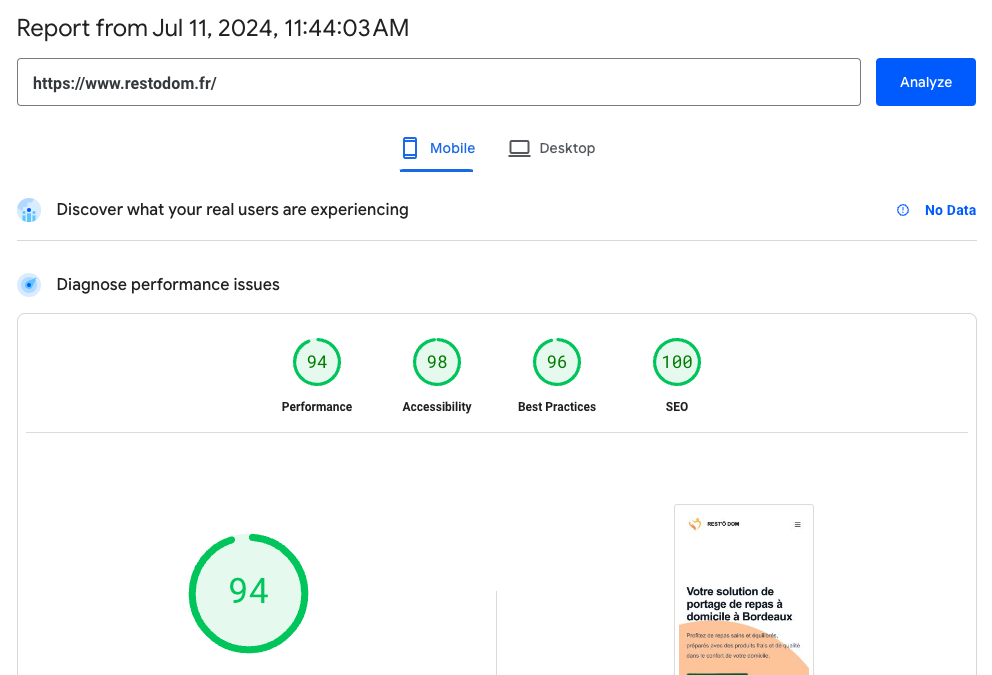 Report from Jul 11, 2024, 11:44:03 AM
https://www.restodom.fr/
Analyze
Mobile
Desktop
Discover what your real users are experiencing
No Data
Diagnose performance issues
94
98
96
100
Performance
Accessibility
Best Practices
SEO
94
REST'Ô DOM
Votre solution de
portage de repas à
domicile à Bordeaux
Profitez de repas sains et équilibrés,
préparés avec des produits frais et de qualité
dans le confort de votre domicile.